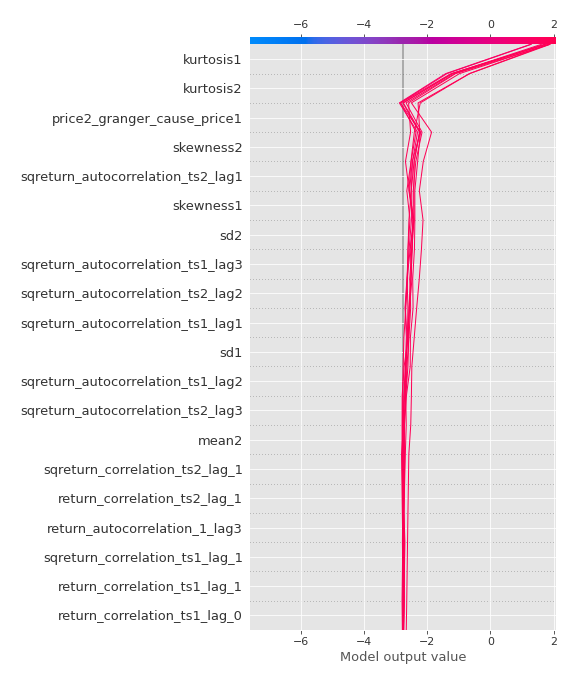 −6 −4 −2 0 2
kurtosis1
kurtosis2
price2_granger_cause_price1
skewness2
sqreturn_autocorrelation_ts2_lag1
skewness1
sd2
sqreturn_autocorrelation_ts1_lag3
sqreturn_autocorrelation_ts2_lag2
sqreturn_autocorrelation_ts1_lag1
sd1
sqreturn_autocorrelation_ts1_lag2
sqreturn_autocorrelation_ts2_lag3
mean2
sqreturn_correlation_ts2_lag_1
return_correlation_ts2_lag_1
return_autocorrelation_1_lag3
sqreturn_correlation_ts1_lag_1
return_correlation_ts1_lag_1
return_correlation_ts1_lag_0
−6 −4 −2 0 2
Model output value